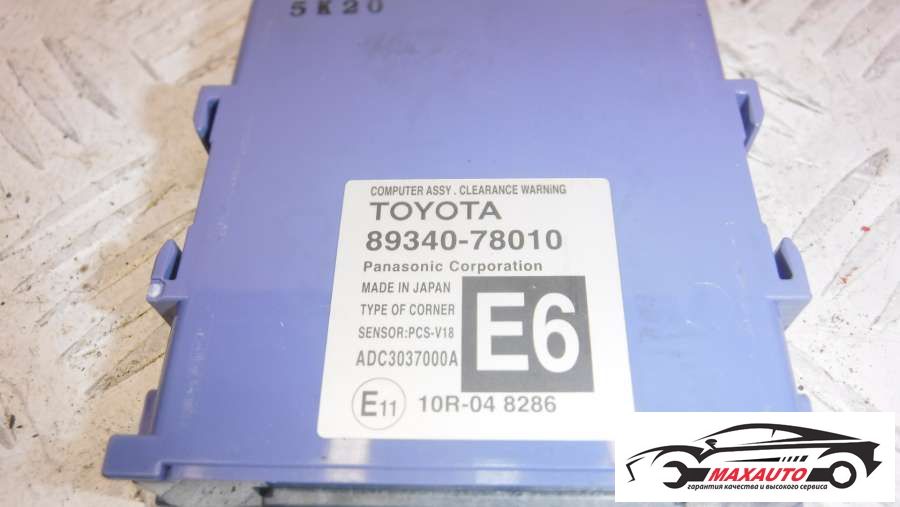 5K20
COMPUTER ASSY . CLEARANCE WARNING
TOYOTA
89340-78010
Panasonic Corporation
MADE IN JAPAN
TYPE OF CORNER
SENSOR:PCS-V18
ADC3037000A
E6
E11 10R-04 8286
MAXAUTO
гарантия качества и высокого сервиса